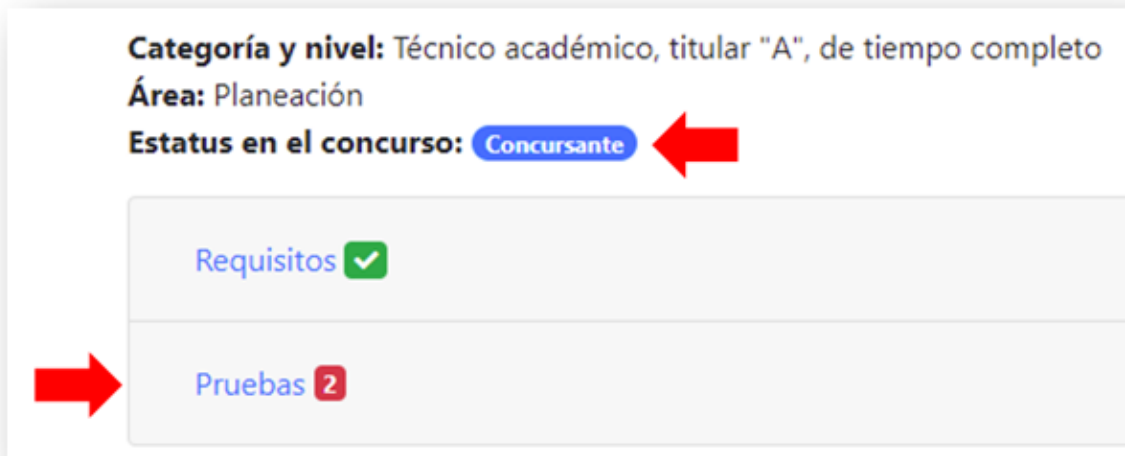 Categoría y nivel: Técnico académico, titular "A", de tiempo completo
Área: Planeación
Estatus en el concurso: Concursante
Requisitos
Pruebas 2